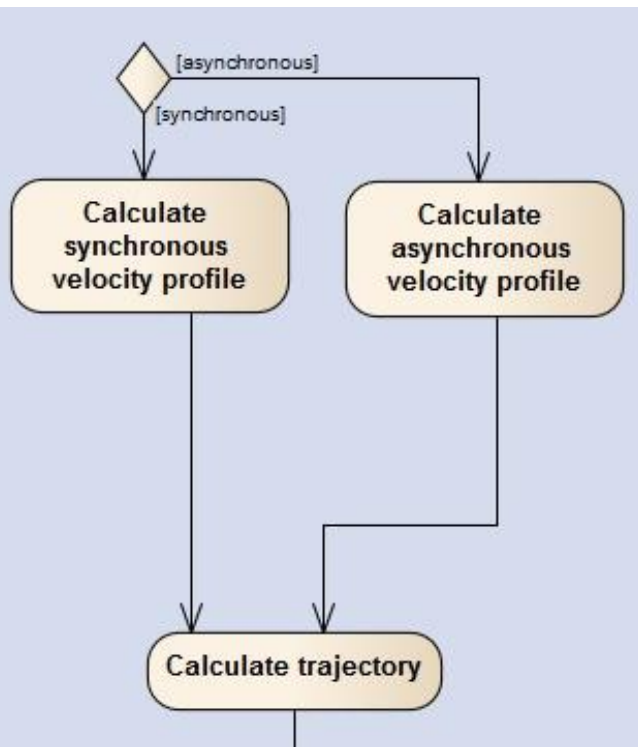 [asynchronous]
[synchronous]
Calculate
synchronous
velocity profile
Calculate
asynchronous
velocity profile
Calculate trajectory